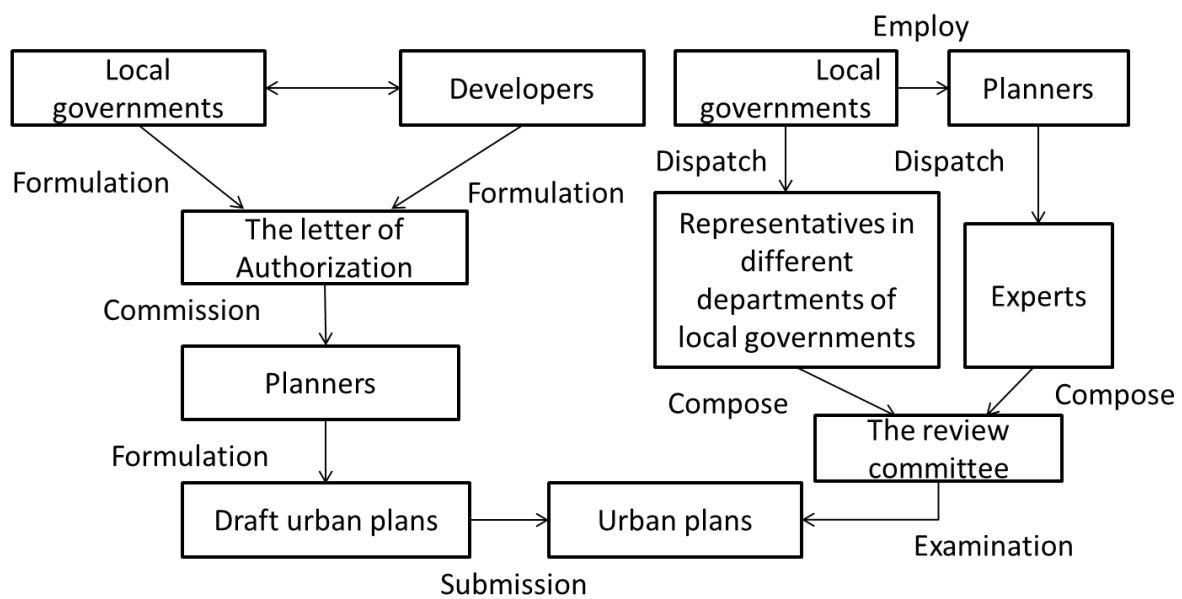 Employ
Local
governments
Developers
Local
governments
Planners
Formulation
Formulation
Dispatch
Dispatch
The letter of
Authorization
Representatives in
different
departments of
local governments
Experts
Commission
Planners
Compose
Compose
The review
committee
Formulation
Draft urban plans
Urban plans
Examination
Submission